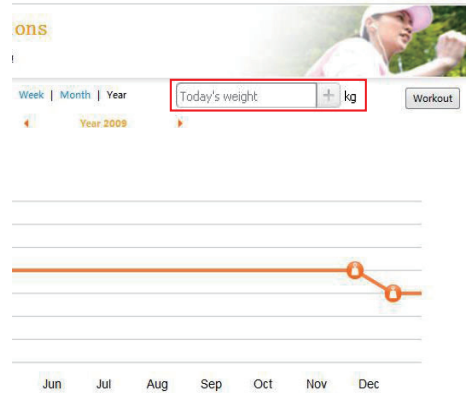 ons
!
Week | Month | Year
Today's weight + kg
Workout
Year 2009
Jun Jul Aug Sep Oct Nov Dec